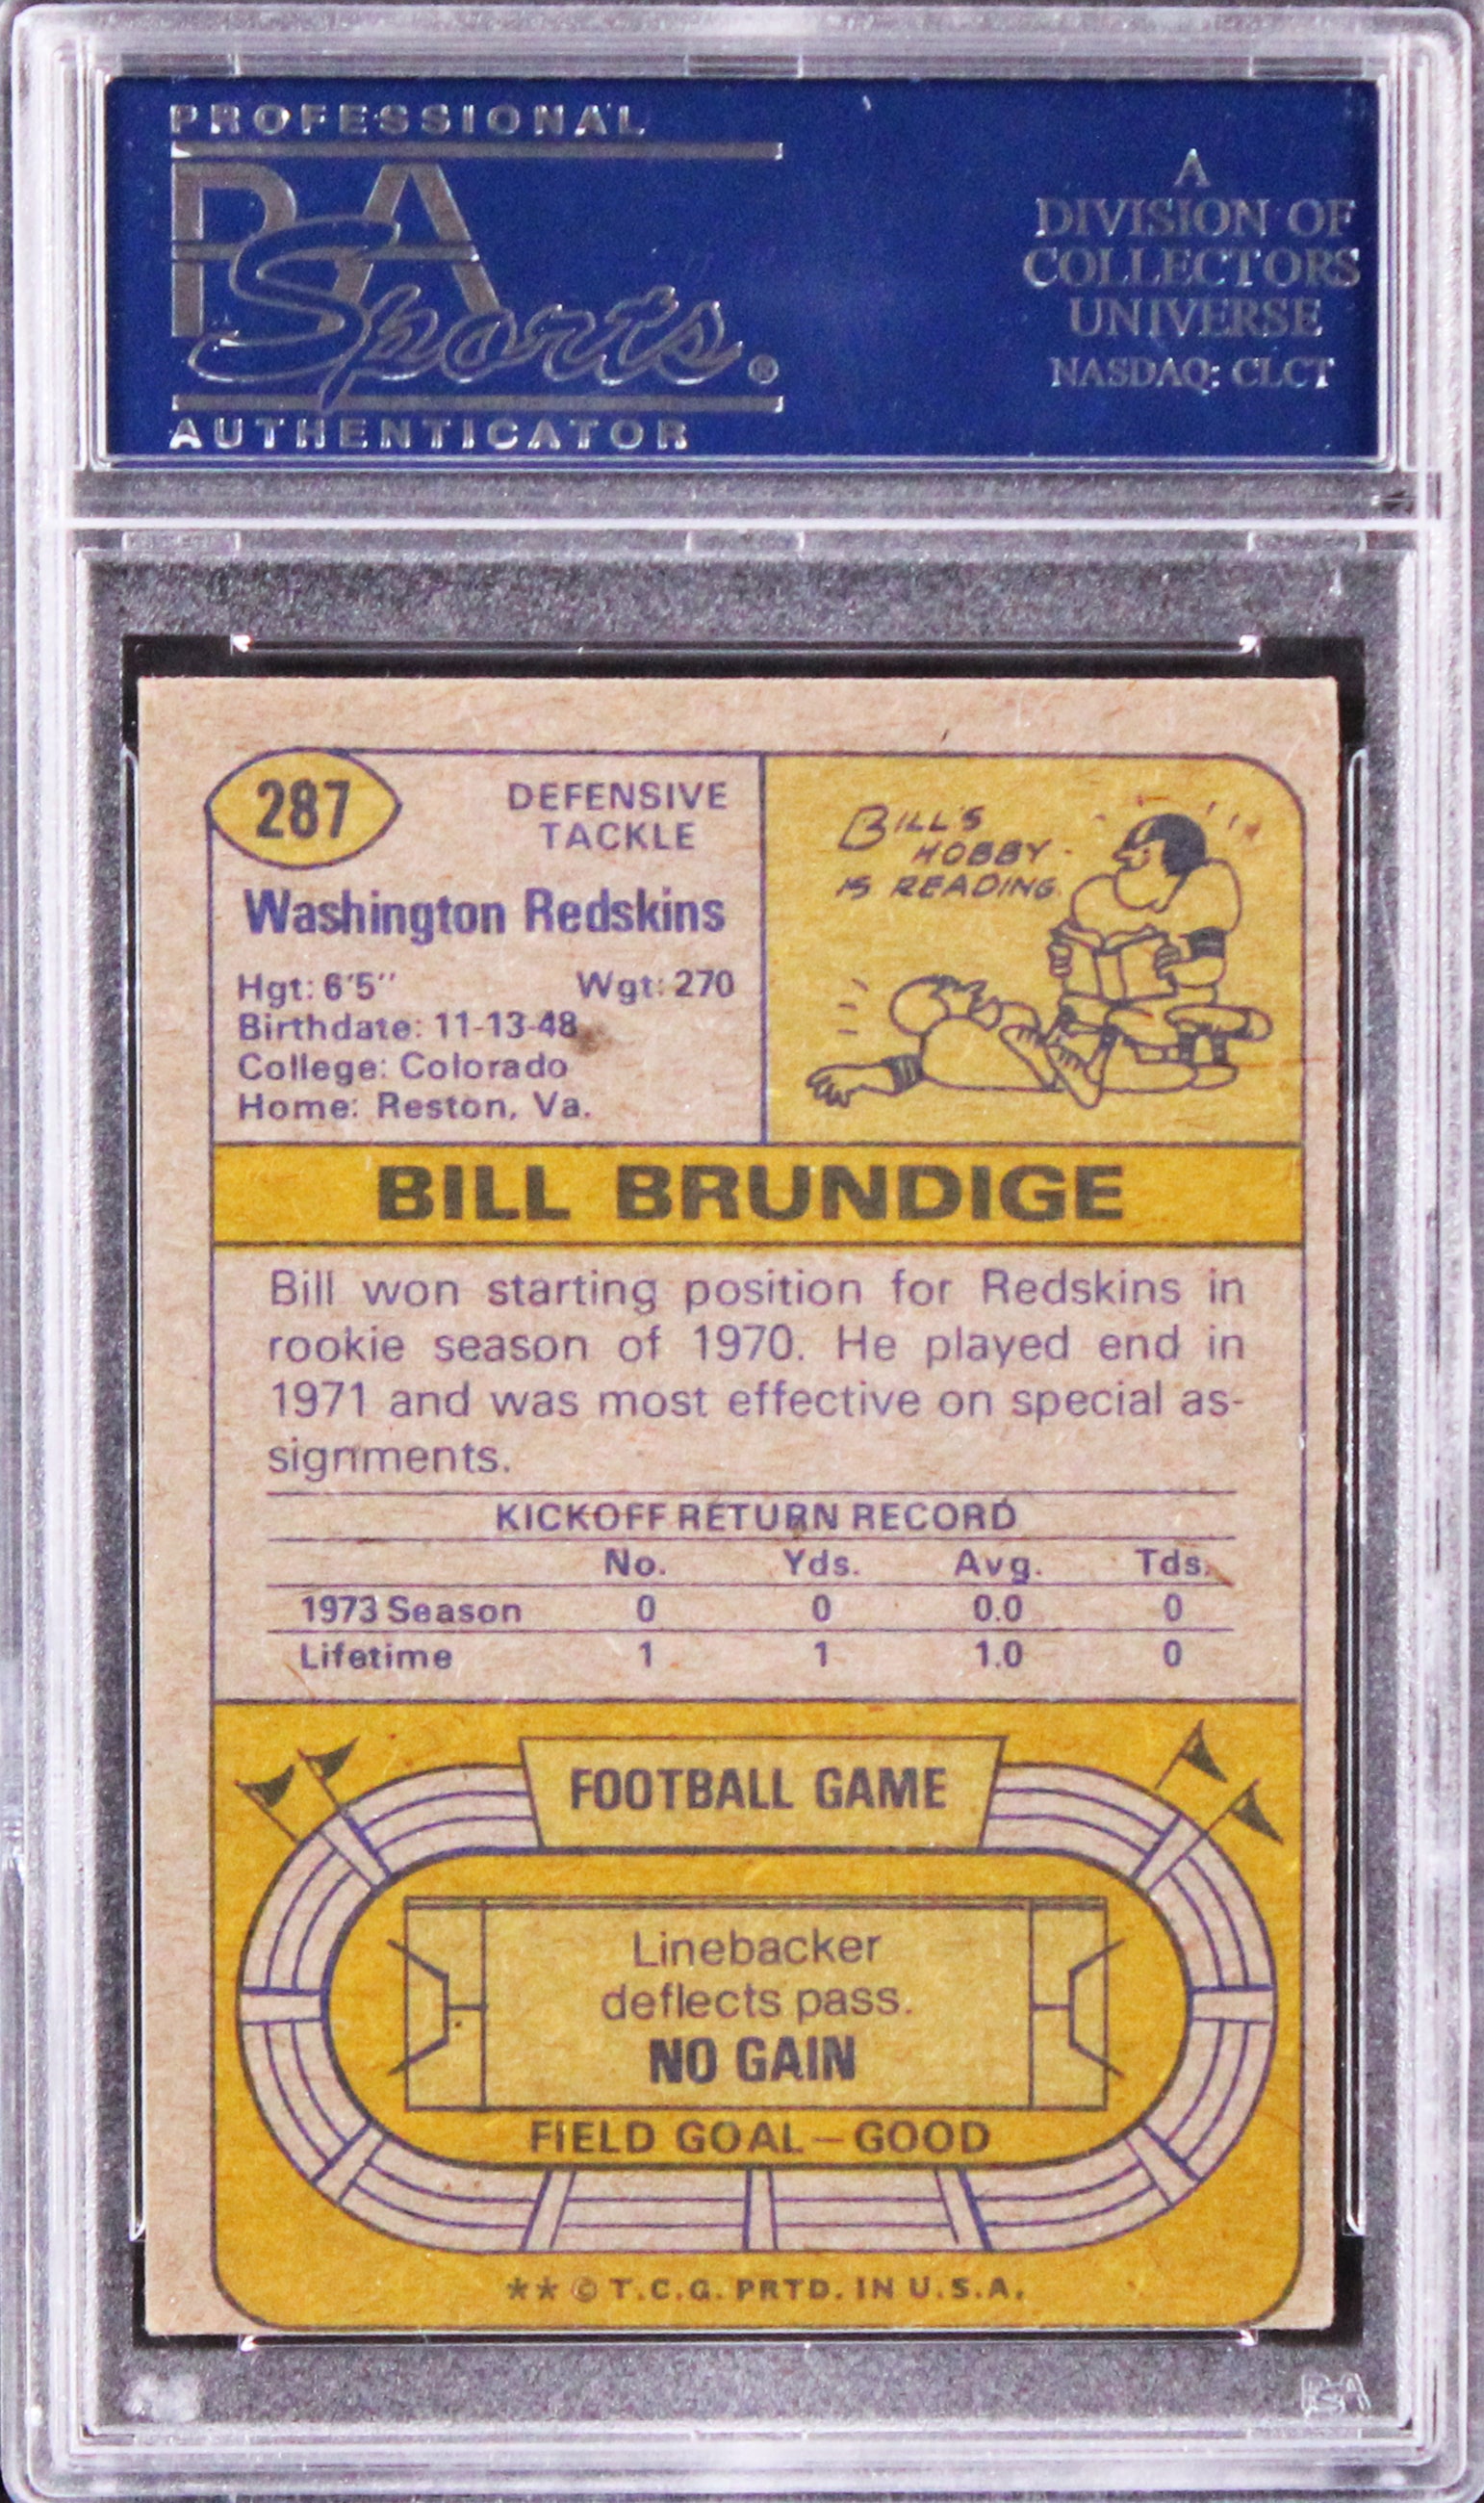 PROFESSIONAL
PSA
Sports®
AUTHENTICATOR
A
DIVISION OF
COLLECTORS
UNIVERSE
NASDAQ: CLCT
287
DEFENSIVE
TACKLE
Washington Redskins
Hgt: 6'5" Wgt: 270
Birthdate: 11-13-48
College: Colorado
Home: Reston, Va.
BILL'S
HOBBY
IS READING.
BILL BRUNDIGE
Bill won starting position for Redskins in
rookie season of 1970. He played end in
1971 and was most effective on special as-
signments.
KICKOFF RETURN RECORD
No. Yds. Avg. Tds.
1973 Season 0 0 0.0 0
Lifetime 1 1 1.0 0
FOOTBALL GAME
Linebacker
deflects pass.
NO GAIN
FIELD GOAL—GOOD
** © T.C.G. PRTD. IN U.S.A.
PSA